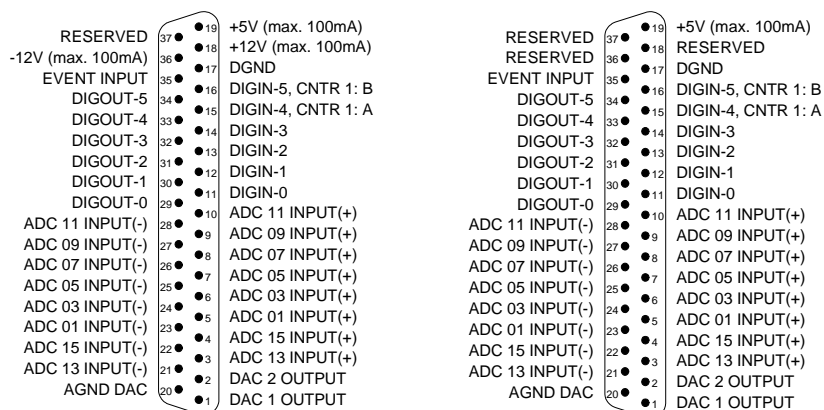 19 +5V (max. 100mA)
RESERVED 37
18 +12V (max. 100mA)
-12V (max. 100mA) 36
17 DGND
EVENT INPUT 35
16 DIGIN-5, CNTR 1: B
DIGOUT-5 34
15 DIGIN-4, CNTR 1: A
DIGOUT-4 33
14 DIGIN-3
DIGOUT-3 32
13 DIGIN-2
DIGOUT-2 31
12 DIGIN-1
DIGOUT-1 30
11 DIGIN-0
DIGOUT-0 29
10 ADC 11 INPUT(+)
ADC 11 INPUT(-) 28
9 ADC 09 INPUT(+)
ADC 09 INPUT(-) 27
8 ADC 07 INPUT(+)
ADC 07 INPUT(-) 26
7 ADC 05 INPUT(+)
ADC 05 INPUT(-) 25
6 ADC 03 INPUT(+)
ADC 03 INPUT(-) 24
5 ADC 01 INPUT(+)
ADC 01 INPUT(-) 23
4 ADC 15 INPUT(+)
ADC 15 INPUT(-) 22
3 ADC 13 INPUT(+)
ADC 13 INPUT(-) 21
2 DAC 2 OUTPUT
AGND DAC 20
1 DAC 1 OUTPUT
19 +5V (max. 100mA)
RESERVED 37
18 RESERVED
RESERVED 36
17 DGND
EVENT INPUT 35
16 DIGIN-5, CNTR 1: B
DIGOUT-5 34
15 DIGIN-4, CNTR 1: A
DIGOUT-4 33
14 DIGIN-3
DIGOUT-3 32
13 DIGIN-2
DIGOUT-2 31
12 DIGIN-1
DIGOUT-1 30
11 DIGIN-0
DIGOUT-0 29
10 ADC 11 INPUT(+)
ADC 11 INPUT(-) 28
9 ADC 09 INPUT(+)
ADC 09 INPUT(-) 27
8 ADC 07 INPUT(+)
ADC 07 INPUT(-) 26
7 ADC 05 INPUT(+)
ADC 05 INPUT(-) 25
6 ADC 03 INPUT(+)
ADC 03 INPUT(-) 24
5 ADC 01 INPUT(+)
ADC 01 INPUT(-) 23
4 ADC 15 INPUT(+)
ADC 15 INPUT(-) 22
3 ADC 13 INPUT(+)
ADC 13 INPUT(-) 21
2 DAC 2 OUTPUT
AGND DAC 20
1 DAC 1 OUTPUT